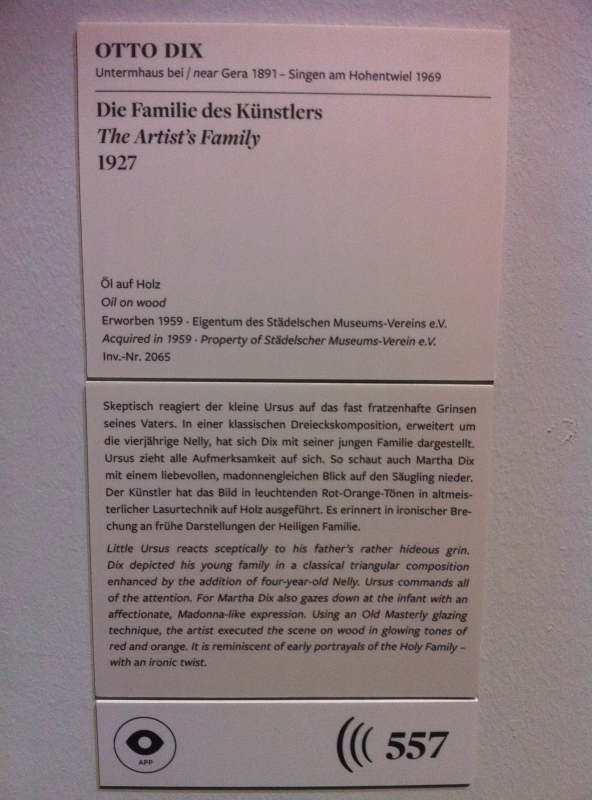 OTTO DIX
Untermhaus bei / near Gera 1891 – Singen am Hohentwiel 1969
Die Familie des Künstlers
The Artist's Family
1927
Öl auf Holz
Oil on wood
Erworben 1959 · Eigentum des Städelschen Museums-Vereins e.V.
Acquired in 1959 · Property of Städelscher Museums-Verein e.V.
Inv.-Nr. 2065
Skeptisch reagiert der kleine Ursus auf das fast fratzenhafte Grinsen
seines Vaters. In einer klassischen Dreieckskomposition, erweitert um
die vierjährige Nelly, hat sich Dix mit seiner jungen Familie dargestellt.
Ursus zieht alle Aufmerksamkeit auf sich. So schaut auch Martha Dix
mit einem liebevollen, madonnengleichen Blick auf den Säugling nieder.
Der Künstler hat das Bild in leuchtenden Rot-Orange-Tönen in altmeis-
terlicher Lasurtechnik auf Holz ausgeführt. Es erinnert in ironischer Bre-
chung an frühe Darstellungen der Heiligen Familie.
Little Ursus reacts sceptically to his father's rather hideous grin.
Dix depicted his young family in a classical triangular composition
enhanced by the addition of four-year-old Nelly. Ursus commands all
of the attention. For Martha Dix also gazes down at the infant with an
affectionate, Madonna-like expression. Using an Old Masterly glazing
technique, the artist executed the scene on wood in glowing tones of
red and orange. It is reminiscent of early portrayals of the Holy Family –
with an ironic twist.
APP
557